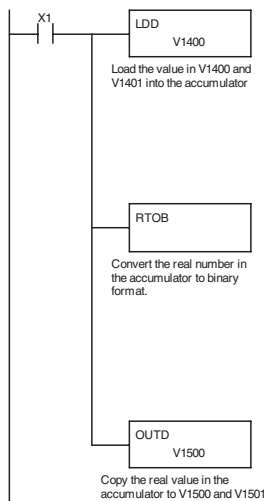 X1
LDD
V1400
Load the value in V1400 and
V1401 into the accumulator
RTOB
Convert the real number in
the accumulator to binary
format.
OUTD
V1500
Copy the real value in the
accumulator to V1500 and V1501